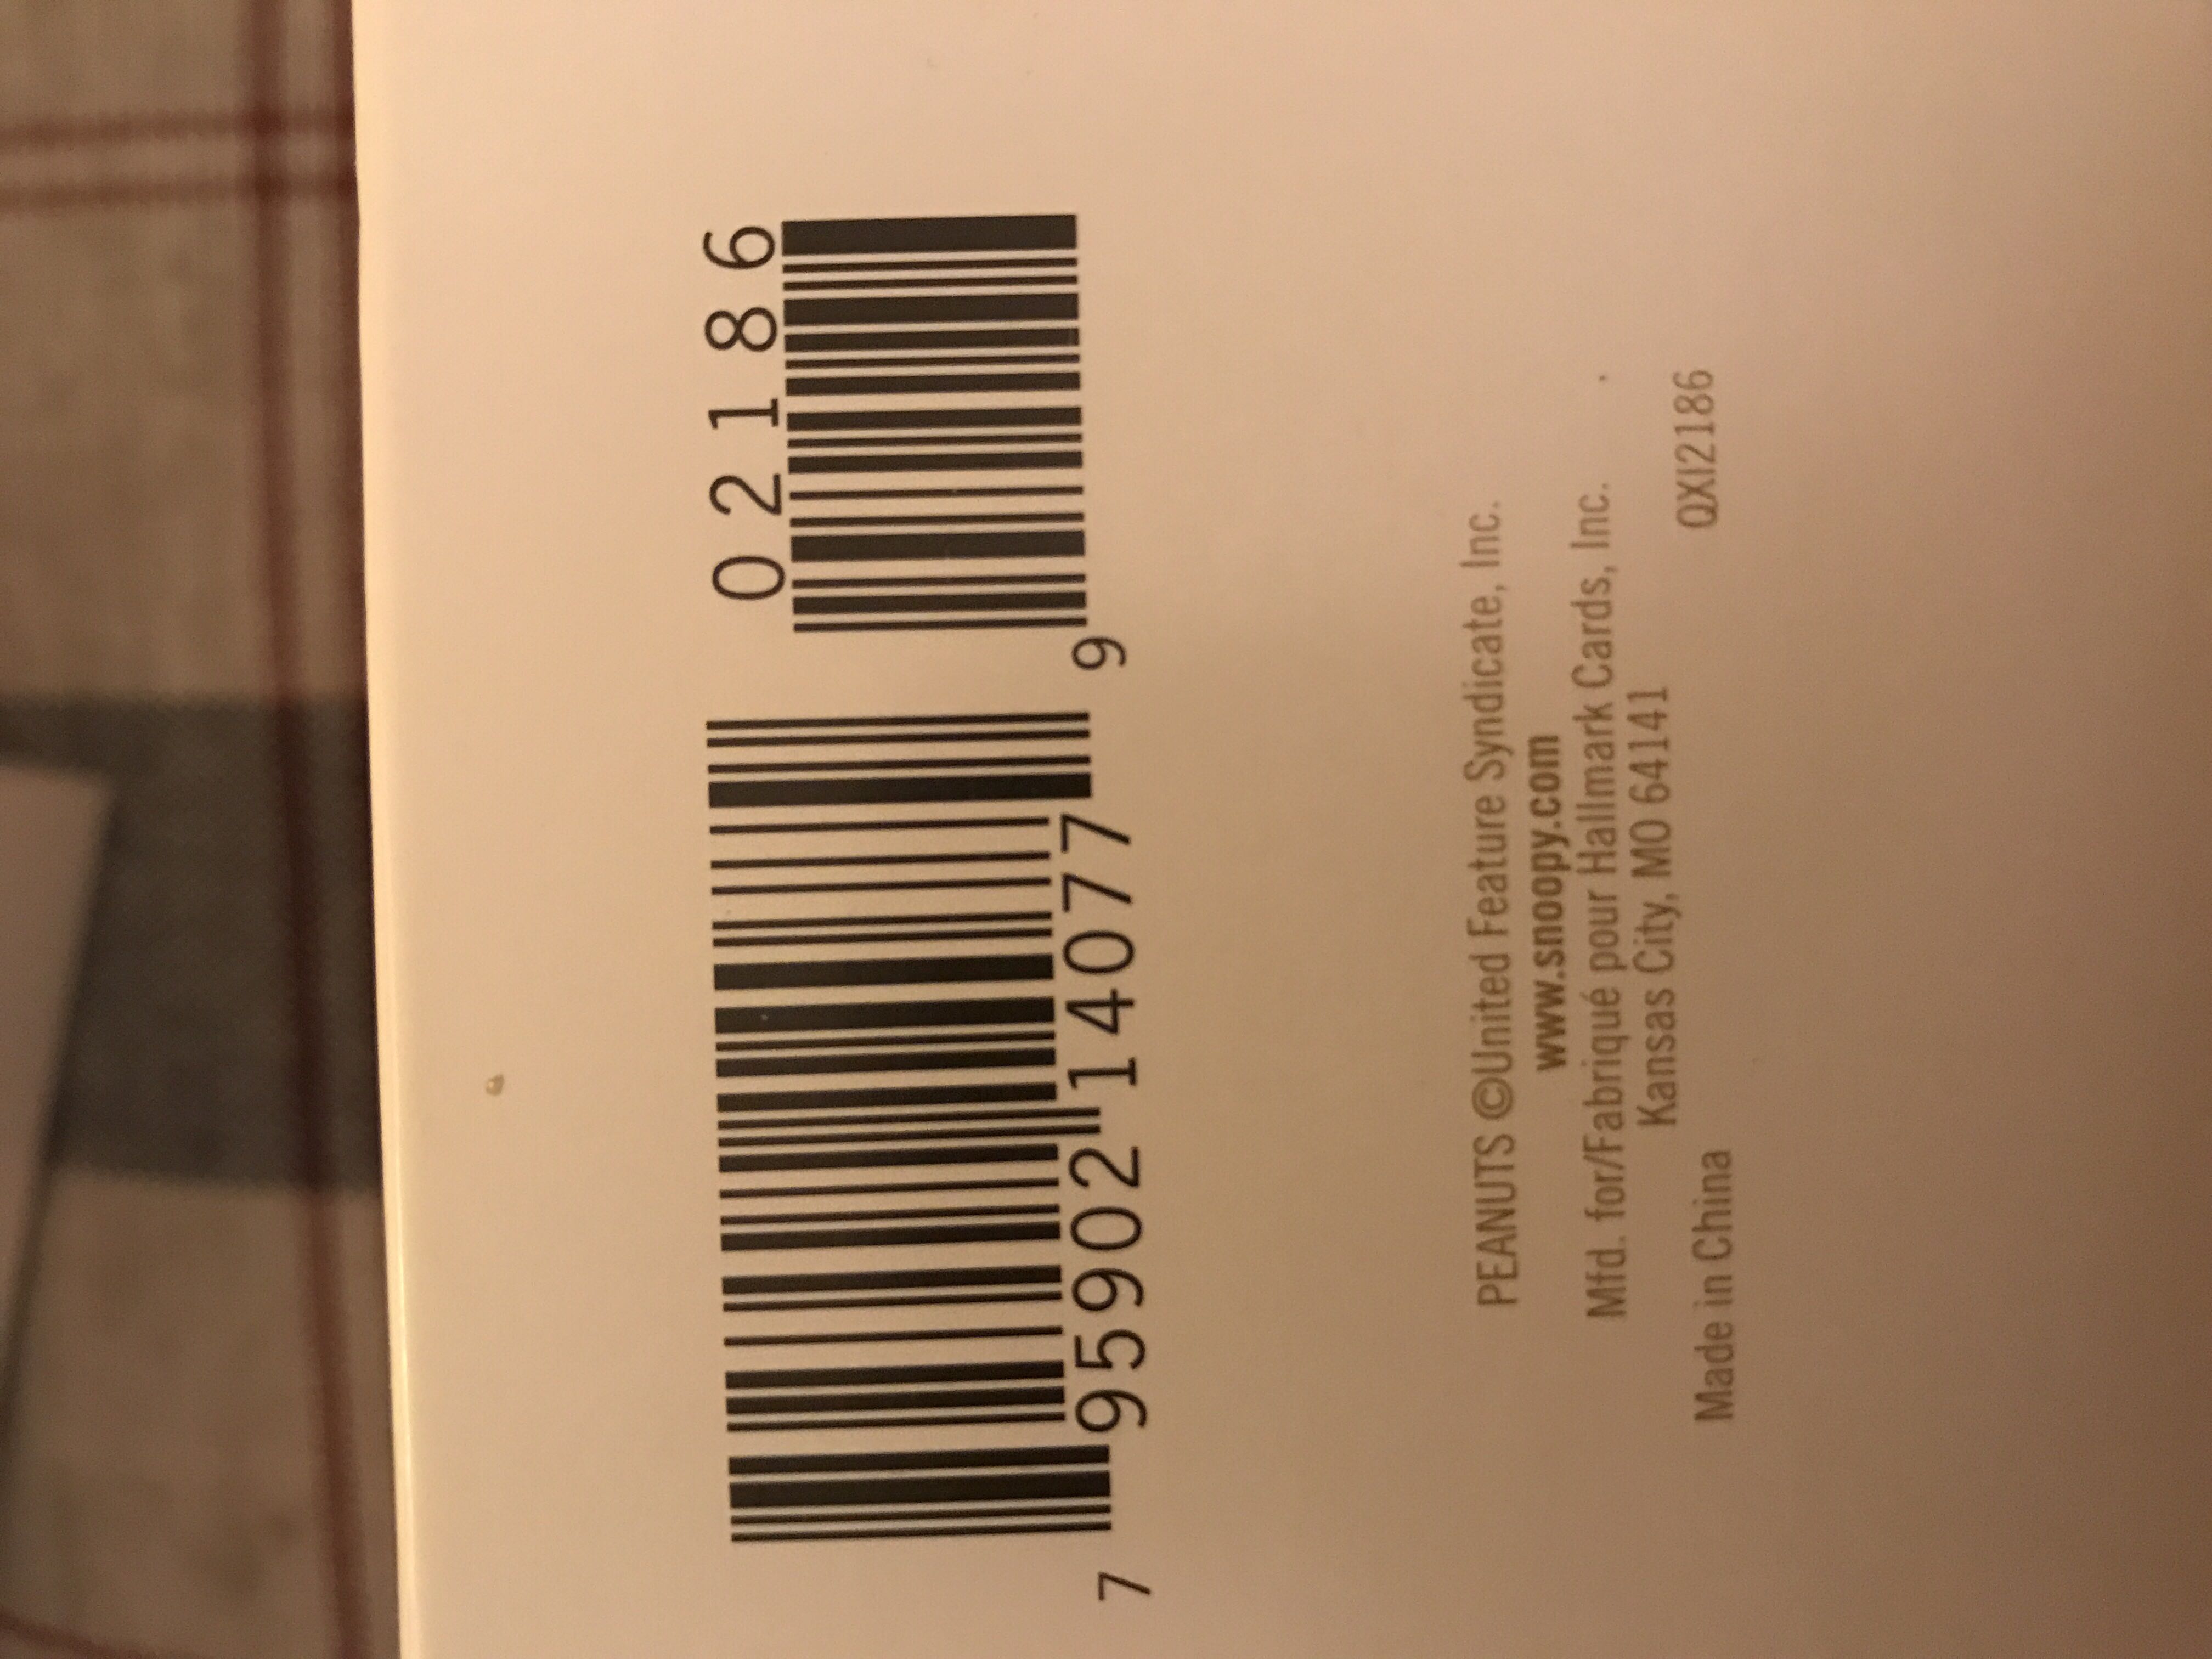 02186
7 95902 14077 9
PEANUTS ©United Feature Syndicate, Inc.
www.snoopy.com
Mfd. for/Fabriqué pour Hallmark Cards, Inc.
Kansas City, MO 64141
Made in China QXI2186